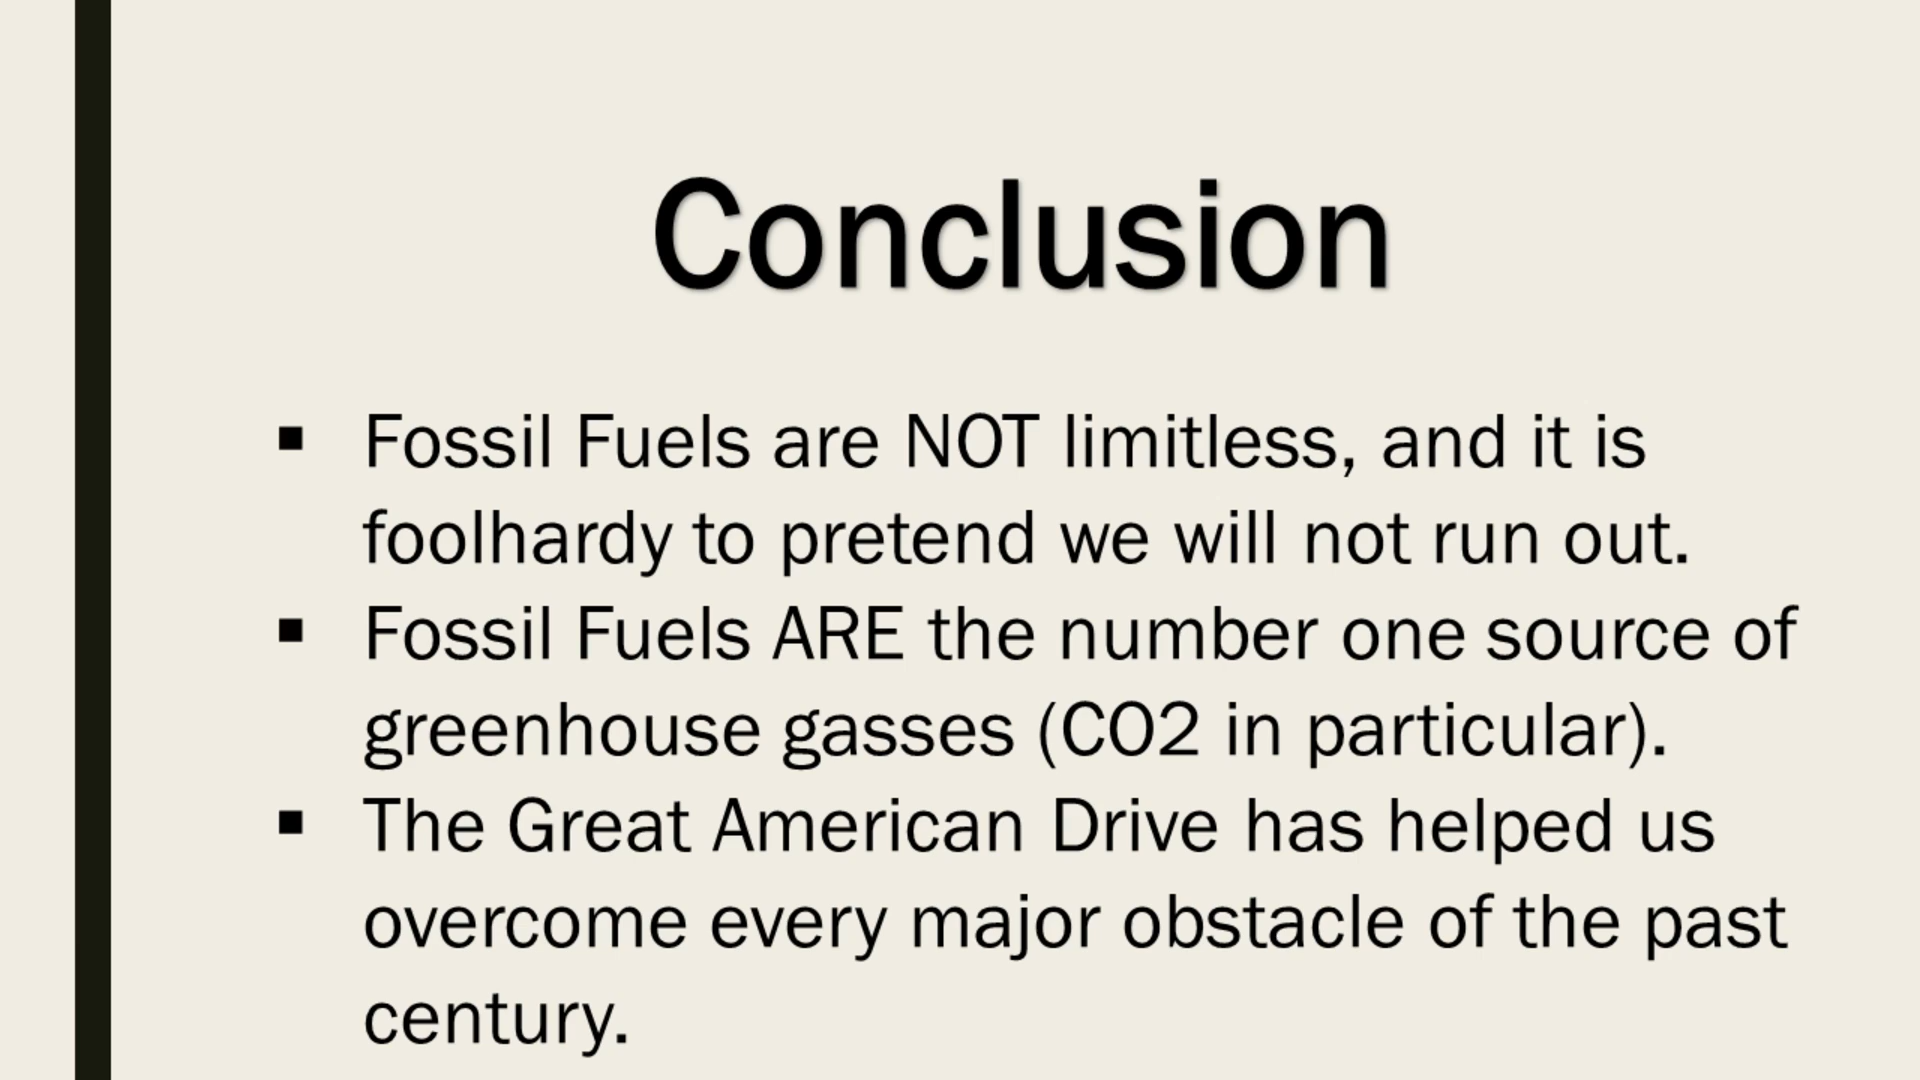 Conclusion
▪ Fossil Fuels are NOT limitless, and it is
foolhardy to pretend we will not run out.
▪ Fossil Fuels ARE the number one source of
greenhouse gasses (CO2 in particular).
▪ The Great American Drive has helped us
overcome every major obstacle of the past
century.